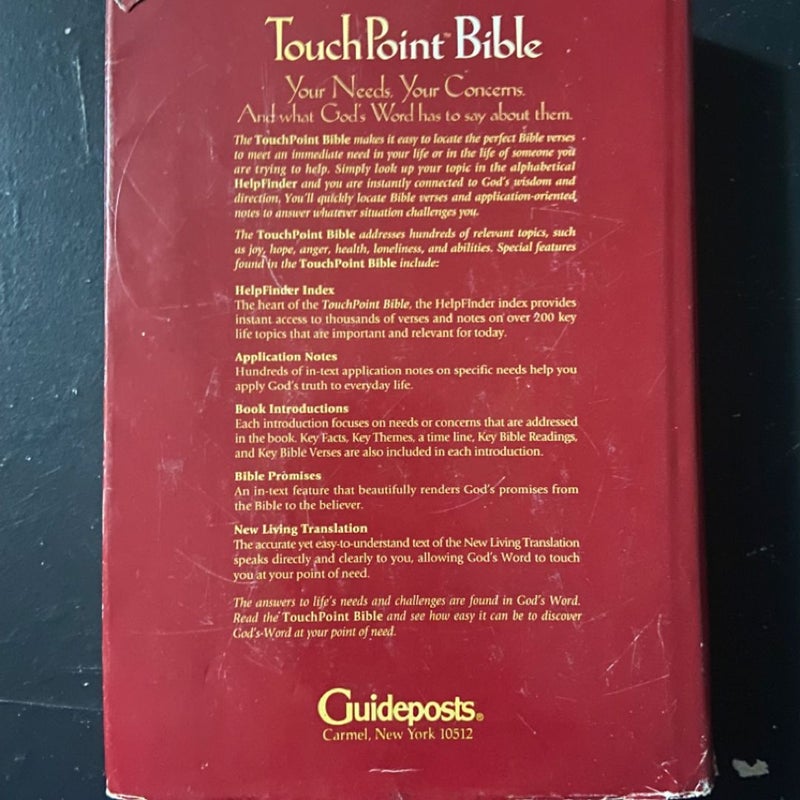 TouchPoint™ Bible
Your Needs. Your Concerns.
And what God's Word has to say about them.
The TouchPoint Bible makes it easy to locate the perfect Bible verses
to meet an immediate need in your life or in the life of someone you
are trying to help. Simply look up your topic in the alphabetical
HelpFinder and you are instantly connected to God's wisdom and
direction. You'll quickly locate Bible verses and application-oriented
notes to answer whatever situation challenges you.
The TouchPoint Bible addresses hundreds of relevant topics, such
as joy, hope, anger, health, loneliness, and abilities. Special features
found in the TouchPoint Bible include:
HelpFinder Index
The heart of the TouchPoint Bible, the HelpFinder index provides
instant access to thousands of verses and notes on over 200 key
life topics that are important and relevant for today.
Application Notes
Hundreds of in-text application notes on specific needs help you
apply God's truth to everyday life.
Book Introductions
Each introduction focuses on needs or concerns that are addressed
in the book. Key Facts, Key Themes, a time line, Key Bible Readings,
and Key Bible Verses are also included in each introduction.
Bible Promises
An in-text feature that beautifully renders God's promises from
the Bible to the believer.
New Living Translation
The accurate yet easy-to-understand text of the New Living Translation
speaks directly and clearly to you, allowing God's Word to touch
you at your point of need.
The answers to life's needs and challenges are found in God's Word.
Read the TouchPoint Bible and see how easy it can be to discover
God's Word at your point of need.
Guideposts®
Carmel, New York 10512